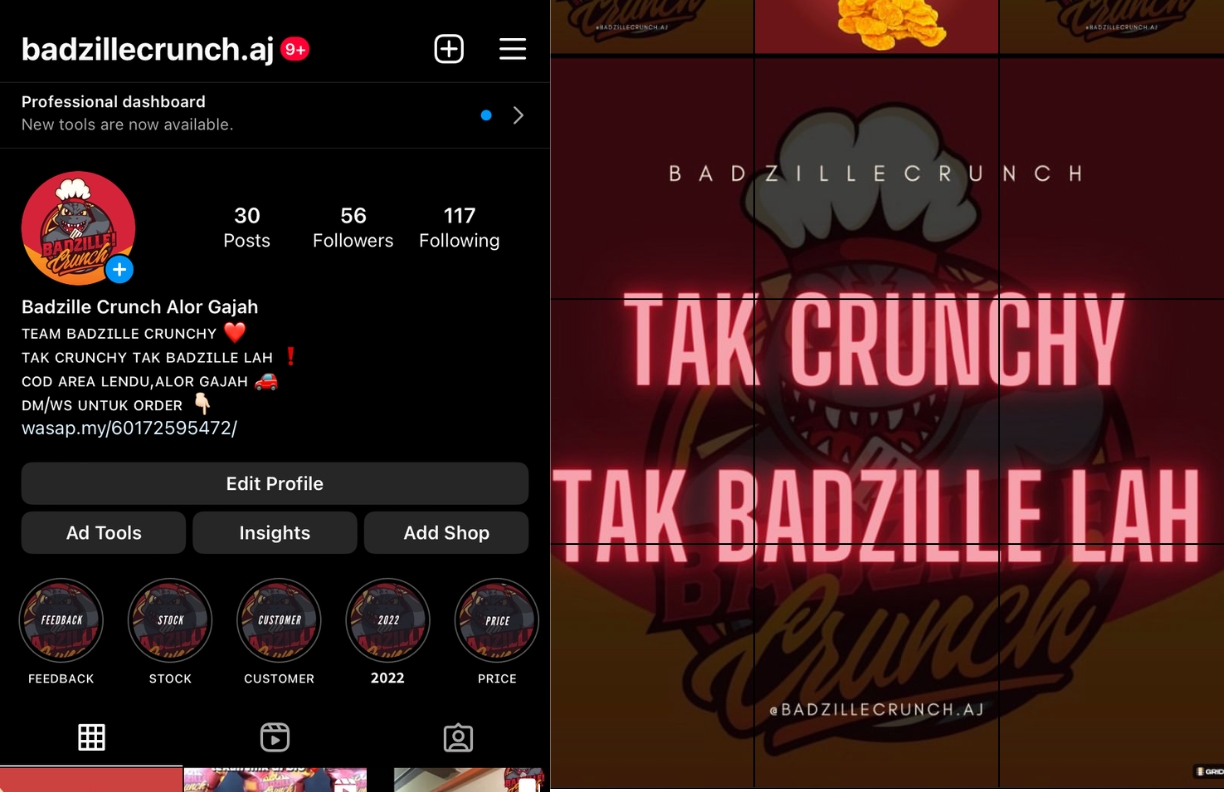 badzillecrunch.aj 9+
Professional dashboard
New tools are now available.
30 56 117
Posts Followers Following
BADZILLE!
Crunch
Badzille Crunch Alor Gajah
TEAM BADZILLE CRUNCHY ❤️
TAK CRUNCHY TAK BADZILLE LAH ❗
COD AREA LENDU,ALOR GAJAH 🚗
DM/WS UNTUK ORDER 👇🏻
wasap.my/60172595472/
Edit Profile
Ad Tools Insights Add Shop
FEEDBACK STOCK CUSTOMER 2022 PRICE
FEEDBACK STOCK CUSTOMER 2022 PRICE
@BADZILLECRUNCH.AJ @BADZILLECRUNCH.AJ
BADZILLECRUNCH
TAK CRUNCHY
TAK BADZILLE LAH
BADZILLE
Crunch
@BADZILLECRUNCH.AJ
GRID